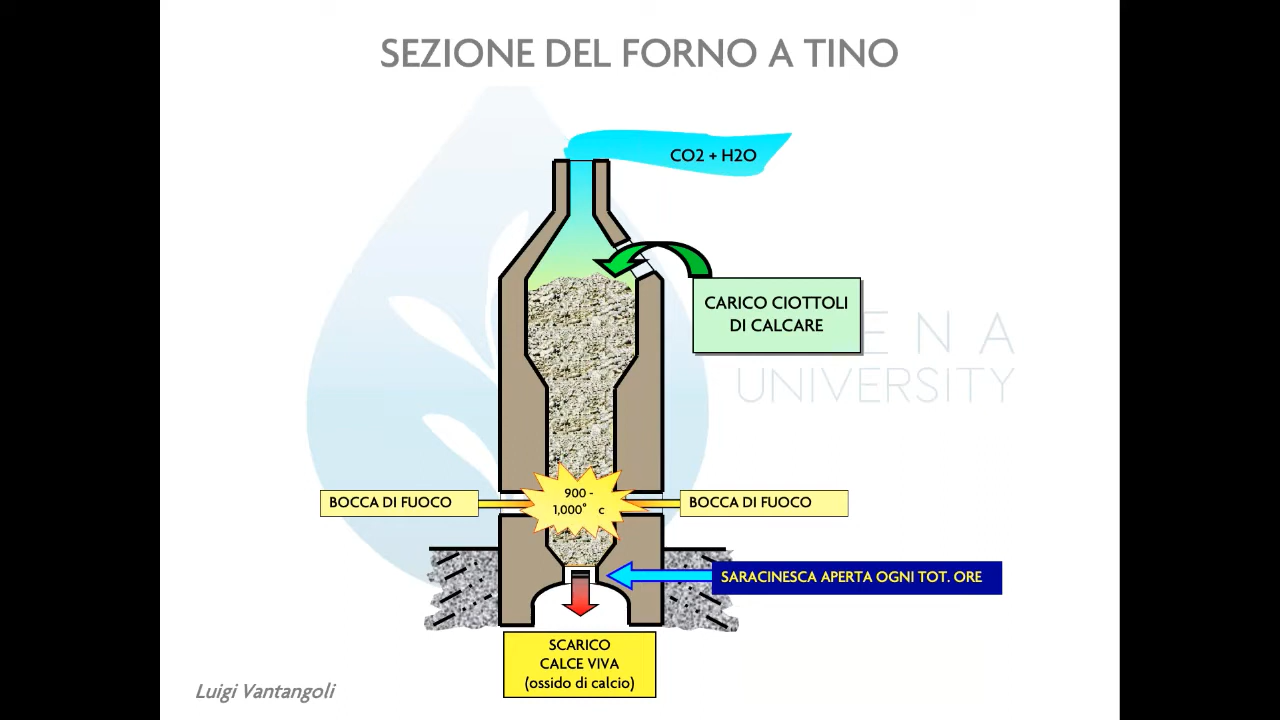 SEZIONE DEL FORNO A TINO
CO2 + H2O
CARICO CIOTTOLI
DI CALCARE
ENA
UNIVERSITY
BOCCA DI FUOCO
900 -
1,000° c
BOCCA DI FUOCO
SARACINESCA APERTA OGNI TOT. ORE
SCARICO
CALCE VIVA
(ossido di calcio)
Luigi Vantangoli